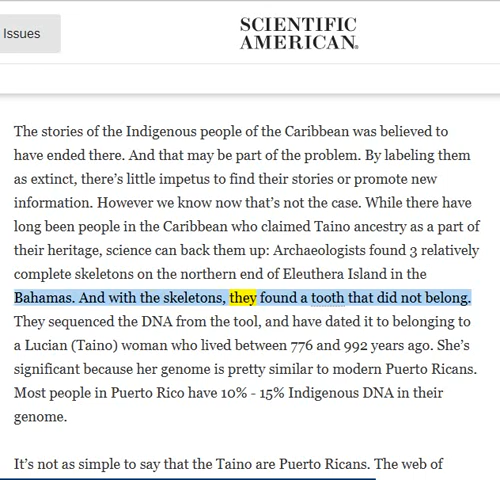 Issues
SCIENTIFIC
AMERICAN®
The stories of the Indigenous people of the Caribbean was believed to
have ended there. And that may be part of the problem. By labeling them
as extinct, there's little impetus to find their stories or promote new
information. However we know now that's not the case. While there have
long been people in the Caribbean who claimed Taino ancestry as a part of
their heritage, science can back them up: Archaeologists found 3 relatively
complete skeletons on the northern end of Eleuthera Island in the
Bahamas. And with the skeletons, they found a tooth that did not belong.
They sequenced the DNA from the tool, and have dated it to belonging to
a Lucian (Taino) woman who lived between 776 and 992 years ago. She's
significant because her genome is pretty similar to modern Puerto Ricans.
Most people in Puerto Rico have 10% - 15% Indigenous DNA in their
genome.
It's not as simple to say that the Taino are Puerto Ricans. The web of